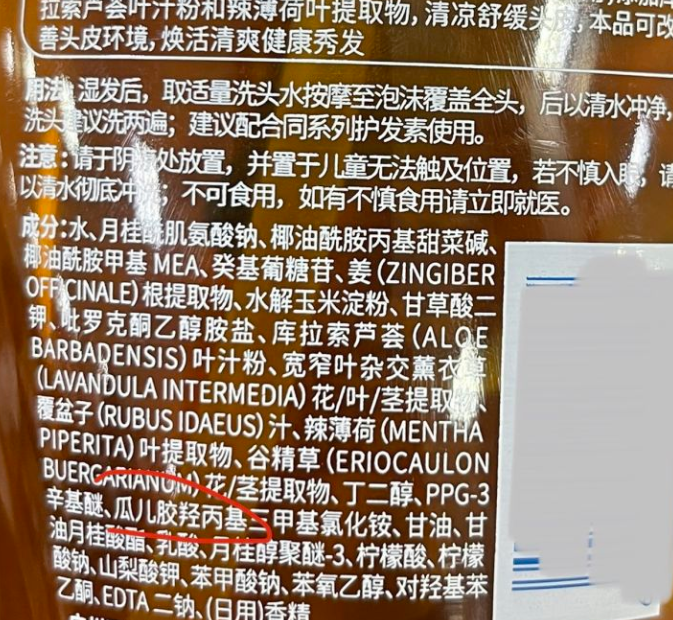 拉索芦荟叶汁粉和辣薄荷叶提取物,清凉舒缓头皮,本品可改
善头皮环境,焕活清爽健康秀发
用法:湿发后,取适量洗头水按摩至泡沫覆盖全头,后以清水冲净,
洗头建议洗两遍;建议配合同系列护发素使用。
注意:请于阴 处放置,并置于儿童无法触及位置,若不慎入眼,请
以清水彻底冲 ;不可食用,如有不慎食用请立即就医。
成分:水、月桂酰肌氨酸钠、椰油酰胺丙基甜菜碱、
椰油酰胺甲基 MEA、癸基葡糖苷、姜(ZINGIBER
OFFICINALE)根提取物、水解玉米淀粉、甘草酸二
钾、吡罗克酮乙醇胺盐、库拉索芦荟(ALOE
BARBADENSIS)叶汁粉、宽窄叶杂交薰衣草
(LAVANDULA INTERMEDIA)花/叶/茎提取物、
覆盆子(RUBUS IDAEUS)汁、辣薄荷(MENTHA
PIPERITA)叶提取物、谷精草(ERIOCAULON
BUERGARIANUM)花/茎提取物、丁二醇、PPG-3
辛基醚、瓜儿胶羟丙基三甲基氯化铵、甘油、甘
油月桂酸酯、乳酸、月桂醇聚醚-3、柠檬酸、柠檬
酸钠、山梨酸钾、苯甲酸钠、苯氧乙醇、对羟基苯
乙酮、EDTA 二钠、(日用)香精